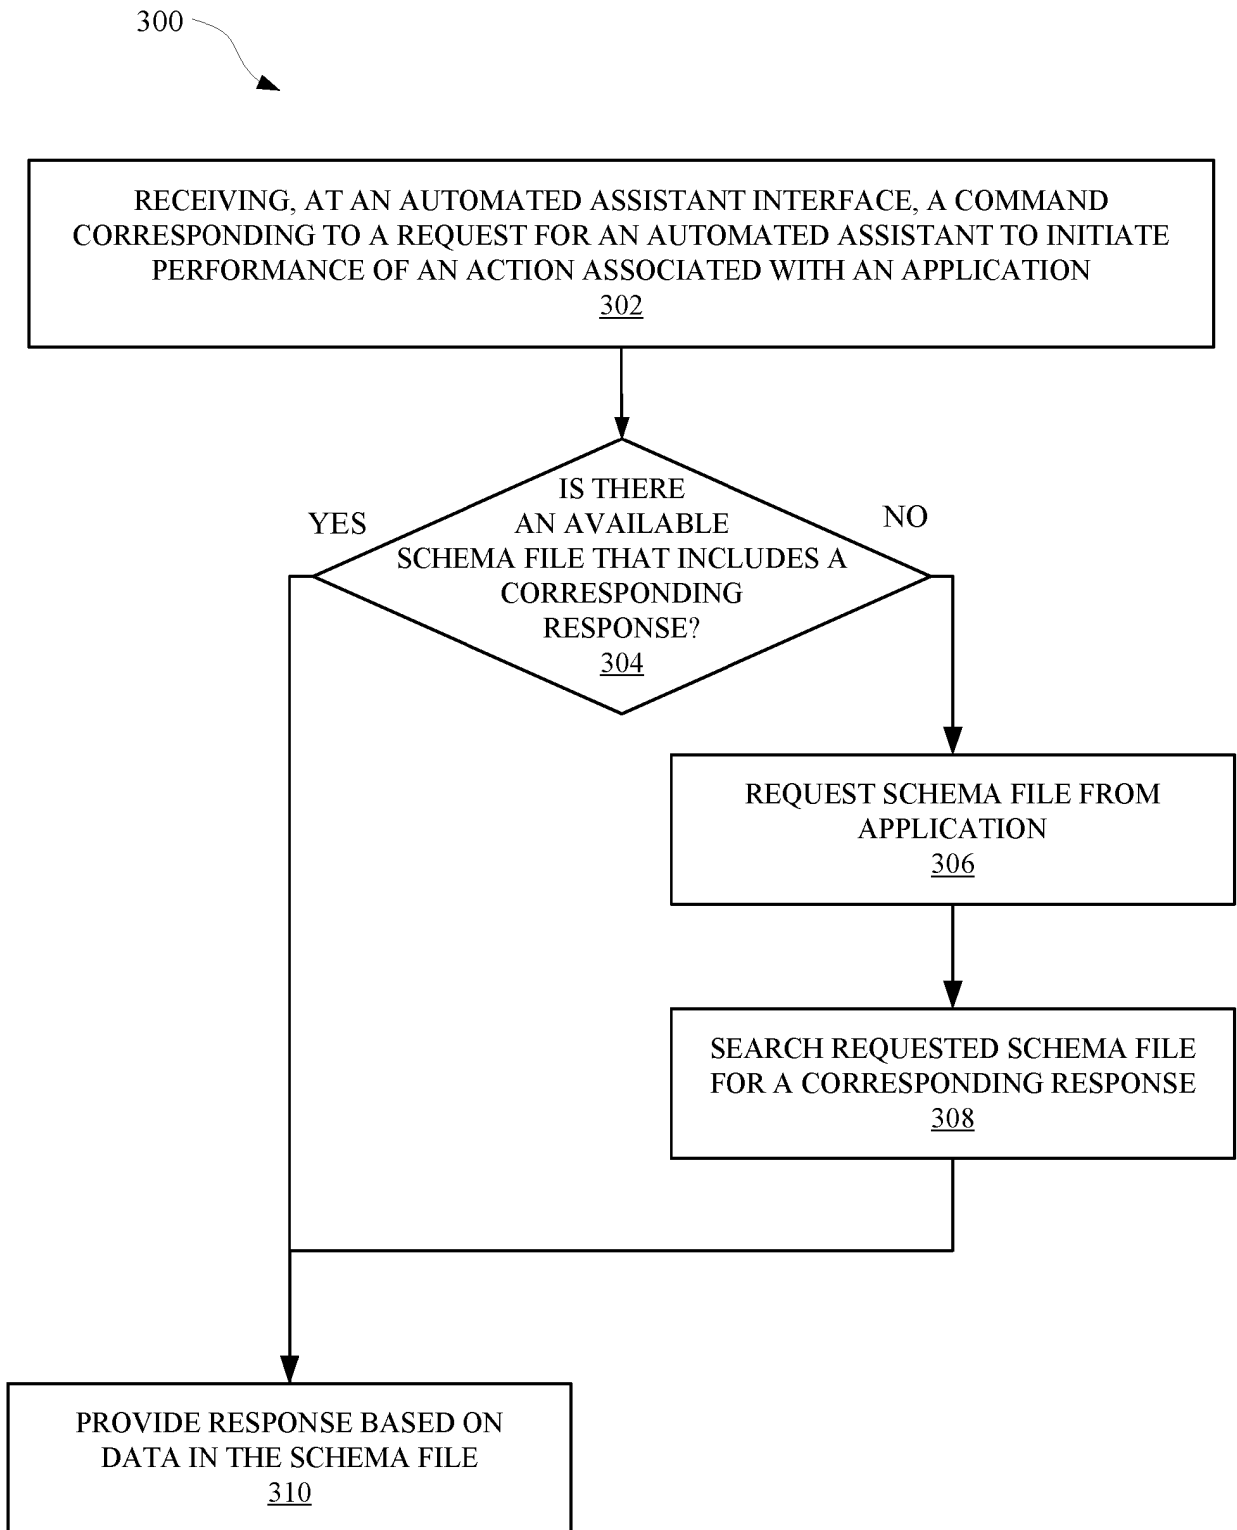 300
RECEIVING, AT AN AUTOMATED ASSISTANT INTERFACE, A COMMAND
CORRESPONDING TO A REQUEST FOR AN AUTOMATED ASSISTANT TO INITIATE
PERFORMANCE OF AN ACTION ASSOCIATED WITH AN APPLICATION
302
IS THERE
AN AVAILABLE
SCHEMA FILE THAT INCLUDES A
CORRESPONDING
RESPONSE?
304
YES
NO
REQUEST SCHEMA FILE FROM
APPLICATION
306
SEARCH REQUESTED SCHEMA FILE
FOR A CORRESPONDING RESPONSE
308
PROVIDE RESPONSE BASED ON
DATA IN THE SCHEMA FILE
310